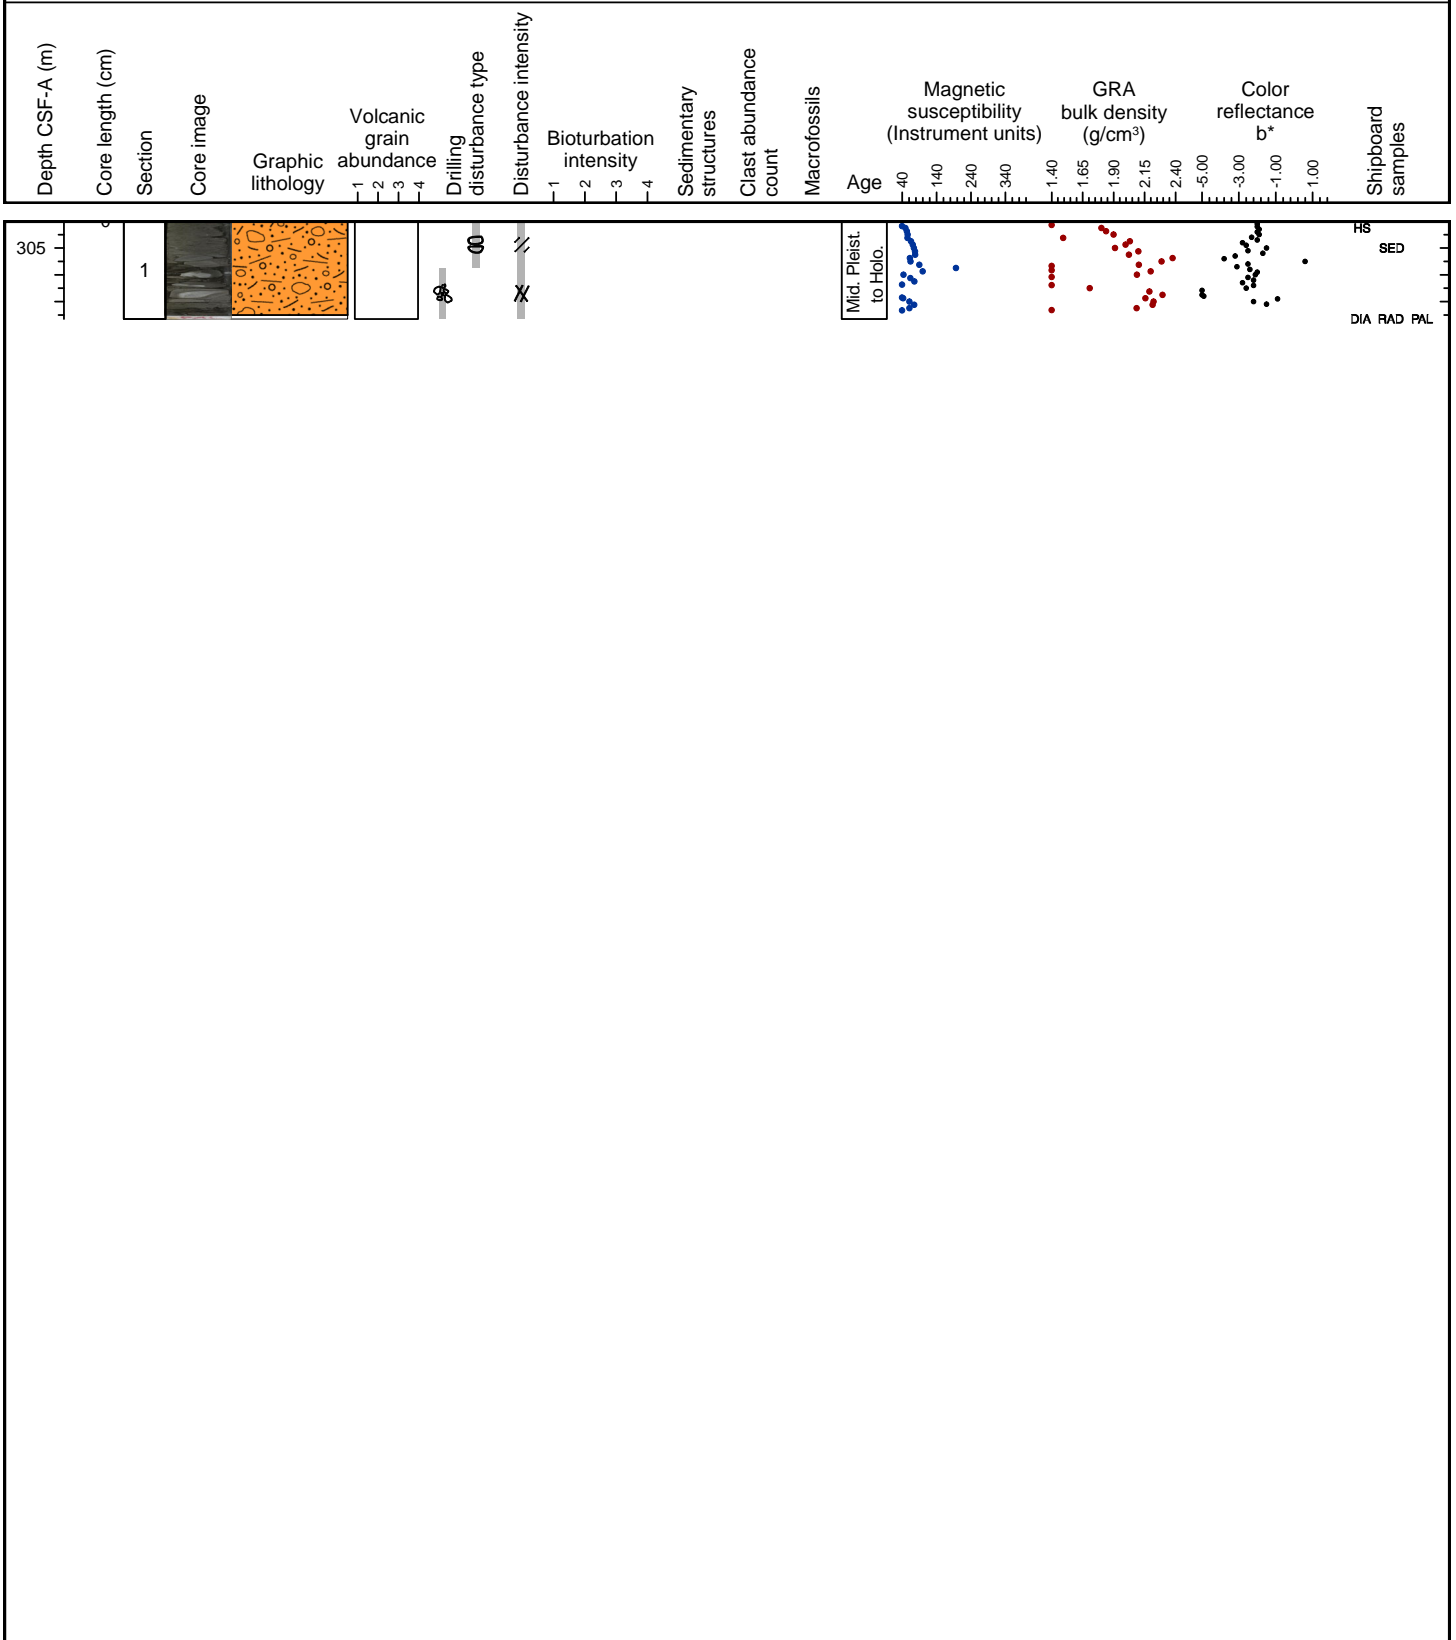 Depth CSF-A (m)
Core length (cm)
Section
Core image
Graphic
lithology
Volcanic
grain
abundance
1 2 3 4
Drilling
disturbance type
Disturbance intensity
Bioturbation
intensity
1 2 3 4
Sedimentary
structures
Clast abundance
count
Macrofossils
Age
Magnetic
susceptibility
(Instrument units)
40 140 240 340
GRA
bulk density
(g/cm³)
1.40 1.65 1.90 2.15 2.40
Color
reflectance
b*
-5.00 -3.00 -1.00 1.00
Shipboard
samples
305
0
1
Mid. Pleist.
to Holo.
HS
SED
DIA RAD PAL